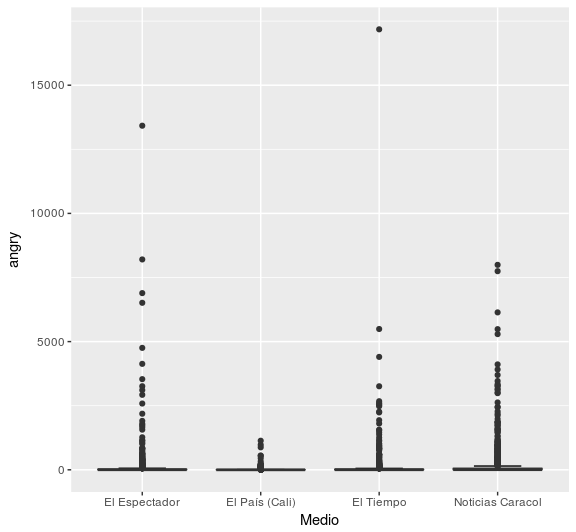 15000
10000
5000
0
angry
El Espectador El País (Cali) El Tiempo Noticias Caracol
Medio